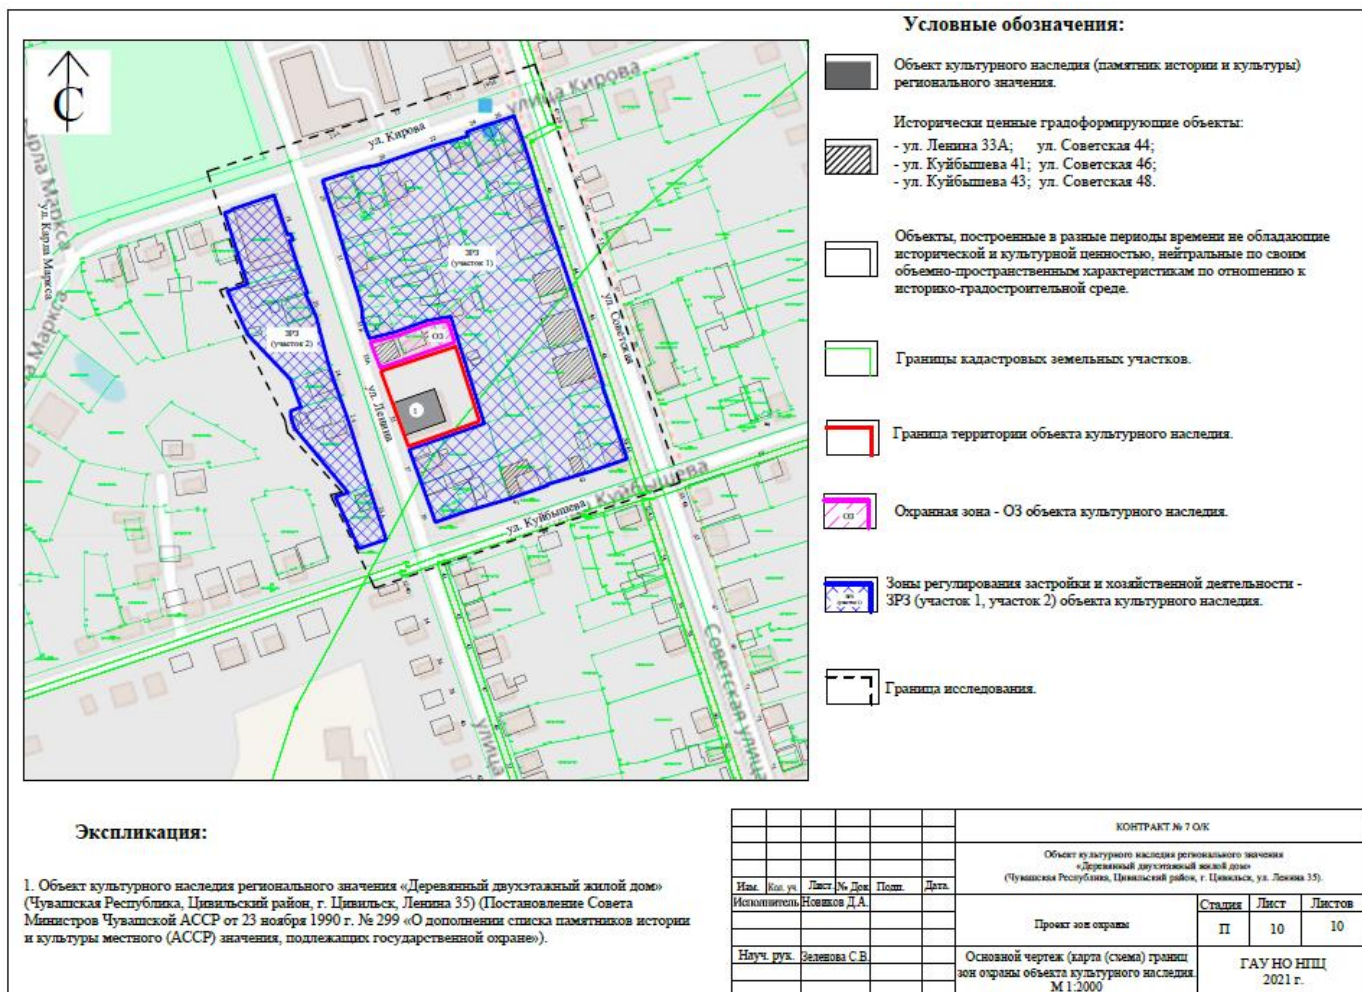 Условные обозначения:
С
улица Кирова
ул. Кирова
Карла Маркса
ул. Карла Маркса
ЗРЗ
(участок 1)
ЗРЗ
(участок 2)
ОЗ
33А
1
ул. Ленина
ул. Советская
Куйбышева
ул. Куйбышева
Советская улица
улица
Объект культурного наследия (памятник истории и культуры)
регионального значения.
Исторически ценные градоформирующие объекты:
- ул. Ленина 33А; ул. Советская 44;
- ул. Куйбышева 41; ул. Советская 46;
- ул. Куйбышева 43; ул. Советская 48.
Объекты, построенные в разные периоды времени не обладающие
исторической и культурной ценностью, нейтральные по своим
объемно-пространственным характеристикам по отношению к
историко-градостроительной среде.
Границы кадастровых земельных участков.
Граница территории объекта культурного наследия.
ОЗ
Охранная зона - ОЗ объекта культурного наследия.
Зоны регулирования застройки и хозяйственной деятельности -
ЗРЗ (участок 1, участок 2) объекта культурного наследия.
Граница исследования.
Экспликация:
1. Объект культурного наследия регионального значения «Деревянный двухэтажный жилой дом»
(Чувашская Республика, Цивильский район, г. Цивильск, Ленина 35) (Постановление Совета
Министров Чувашской АССР от 23 ноября 1990 г. № 299 «О дополнении списка памятников истории
и культуры местного (АССР) значения, подлежащих государственной охране»).
КОНТРАКТ № 7 О/К
Объект культурного наследия регионального значения
«Деревянный двухэтажный жилой дом»
(Чувашская Республика, Цивильский район, г. Цивильск, ул. Ленина 35).
Изм. Кол. уч. Лист. № Док Подп. Дата.
Исполнитель Новиков Д.А.
Проект зон охраны
Стадия Лист Листов
П 10 10
Науч. рук. Зеленова С.В.
Основной чертеж (карта (схема) границ
зон охраны объекта культурного наследия.
М 1:2000
ГАУ НО НПЦ
2021 г.